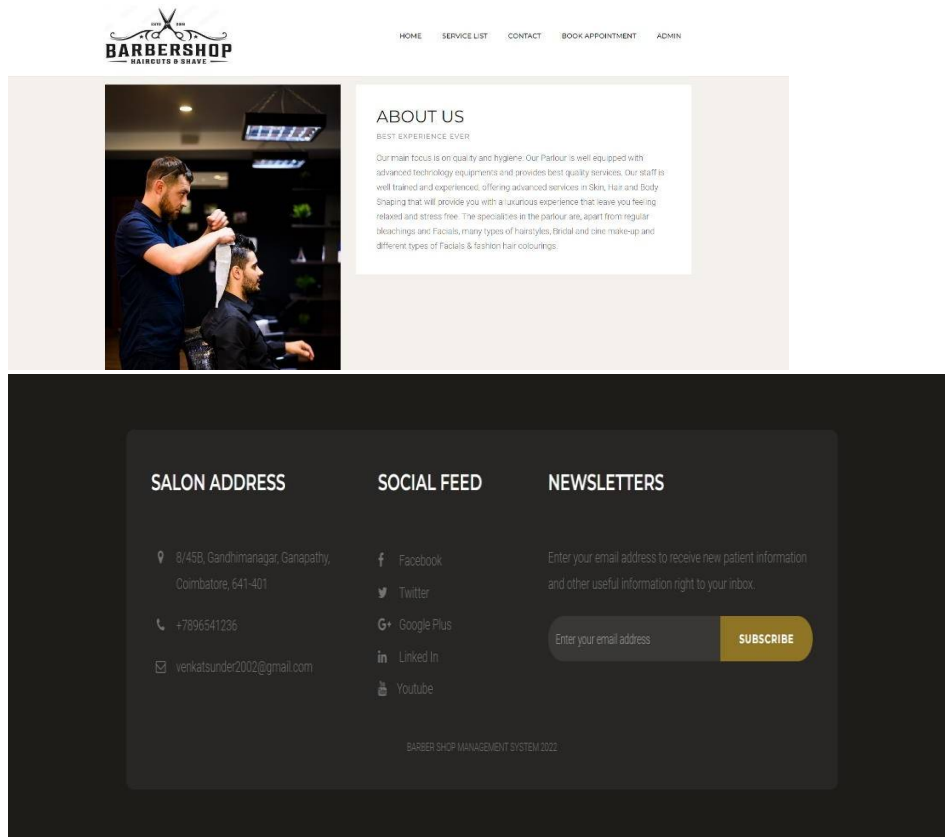 ESTD 2006
BARBERSHOP
HAIRCUTS & SHAVE
HOME SERVICE LIST CONTACT BOOK APPOINTMENT ADMIN
ABOUT US
BEST EXPERIENCE EVER
Our main focus is on quality and hygiene. Our Parlour is well equipped with
advanced technology equipments and provides best quality services. Our staff is
well trained and experienced, offering advanced services in Skin, Hair and Body
Shaping that will provide you with a luxurious experience that leave you feeling
relaxed and stress free. The specialities in the parlour are, apart from regular
bleachings and Facials, many types of hairstyles, Bridal and cine make-up and
different types of Facials & fashion hair colourings.
SALON ADDRESS
8/45B, Gandhimanagar, Ganapathy,
Coimbatore, 641-401
+7896541236
venkatsunder2002@gmail.com
SOCIAL FEED
Facebook
Twitter
Google Plus
Linked In
Youtube
NEWSLETTERS
Enter your email address to receive new patient information
and other useful information right to your inbox.
Enter your email address SUBSCRIBE
BARBER SHOP MANAGEMENT SYSTEM 2022